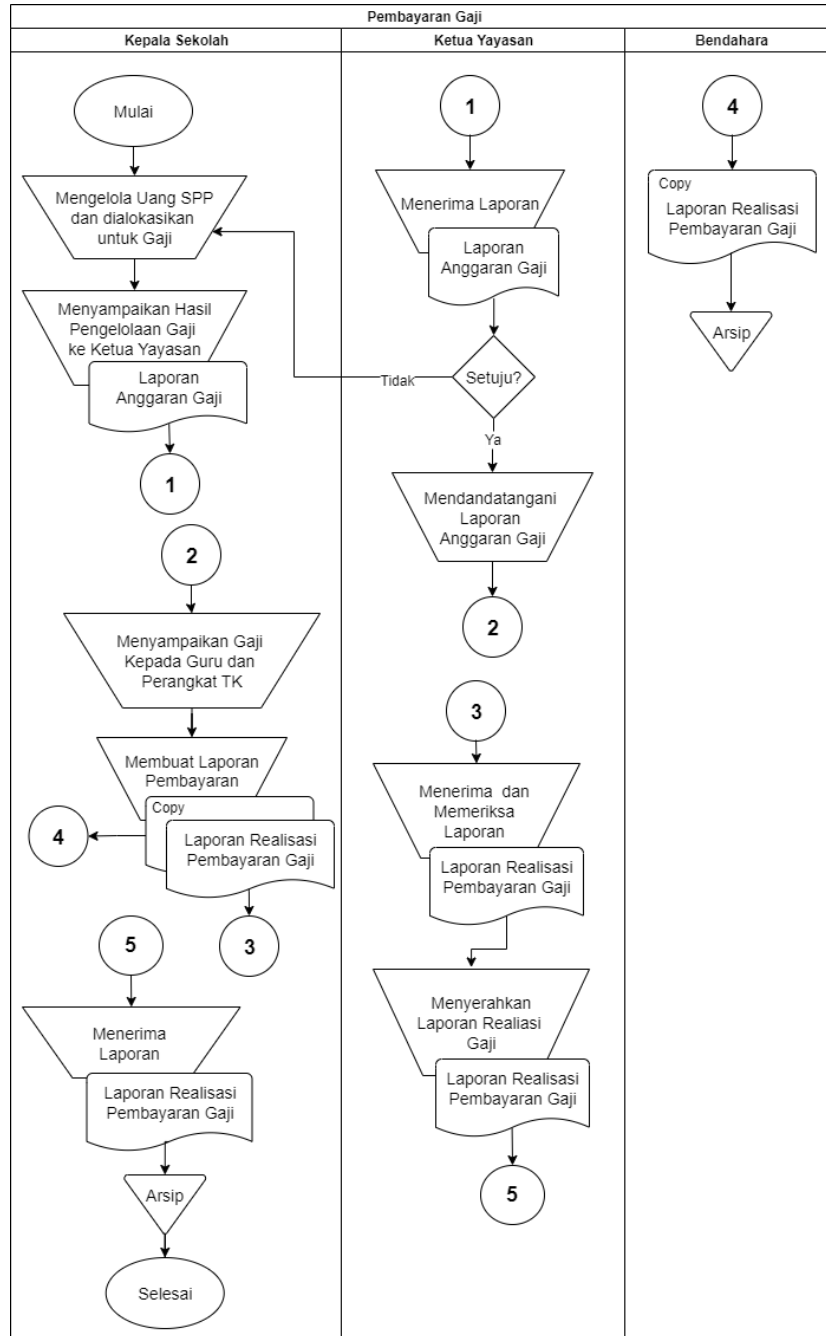 Pembayaran Gaji
Kepala Sekolah
Ketua Yayasan
Bendahara
Mulai
Mengelola Uang SPP
dan dialokasikan
untuk Gaji
Menyampaikan Hasil
Pengelolaan Gaji
ke Ketua Yayasan
Laporan
Anggaran Gaji
1
2
Menyampaikan Gaji
Kepada Guru dan
Perangkat TK
Membuat Laporan
Pembayaran
Copy
Laporan Realisasi
Pembayaran Gaji
4
3
5
Menerima
Laporan
Laporan Realisasi
Pembayaran Gaji
Arsip
Selesai
1
Menerima Laporan
Laporan
Anggaran Gaji
Setuju?
Tidak
Ya
Mendandatangani
Laporan
Anggaran Gaji
2
3
Menerima dan
Memeriksa
Laporan
Laporan Realisasi
Pembayaran Gaji
Menyerahkan
Laporan Realiasi
Gaji
Laporan Realisasi
Pembayaran Gaji
5
4
Copy
Laporan Realisasi
Pembayaran Gaji
Arsip